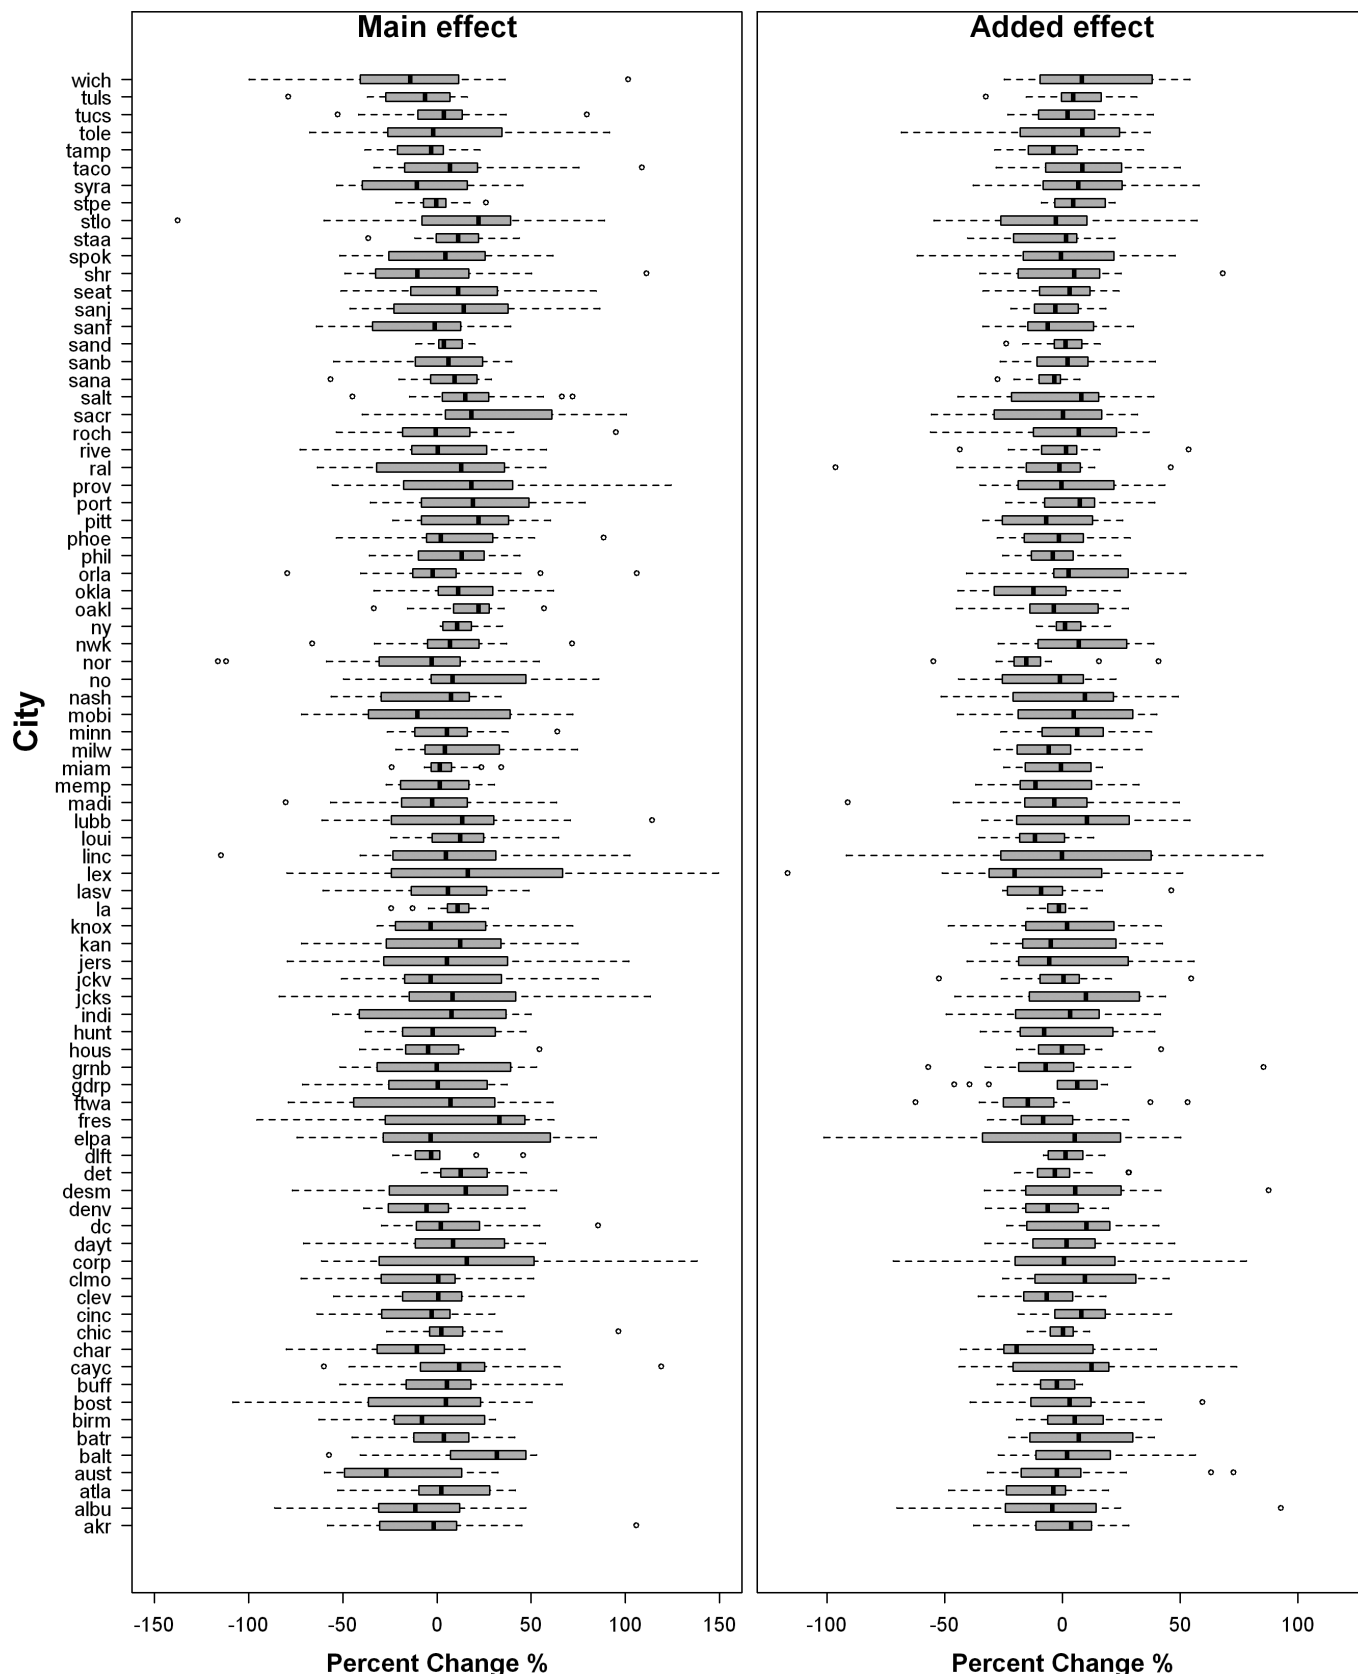 Main effect
Added effect
City
wich
tuls
tucs
tole
tamp
taco
syra
stpe
stlo
staa
spok
shr
seat
sanj
sanf
sand
sanb
sana
salt
sacr
roch
rive
ral
prov
port
pitt
phoe
phil
orla
okla
oakl
ny
nwk
nor
no
nash
mobi
minn
milw
miam
memp
madi
lubb
loui
linc
lex
lasv
la
knox
kan
jers
jckv
jcks
indi
hunt
hous
grnb
gdrp
ftwa
fres
elpa
dlft
det
desm
denv
dc
dayt
corp
clmo
clev
cinc
chic
char
cayc
buff
bost
birm
batr
balt
aust
atla
albu
akr
-150 -100 -50 0 50 100 150
-100 -50 0 50 100
Percent Change %
Percent Change %